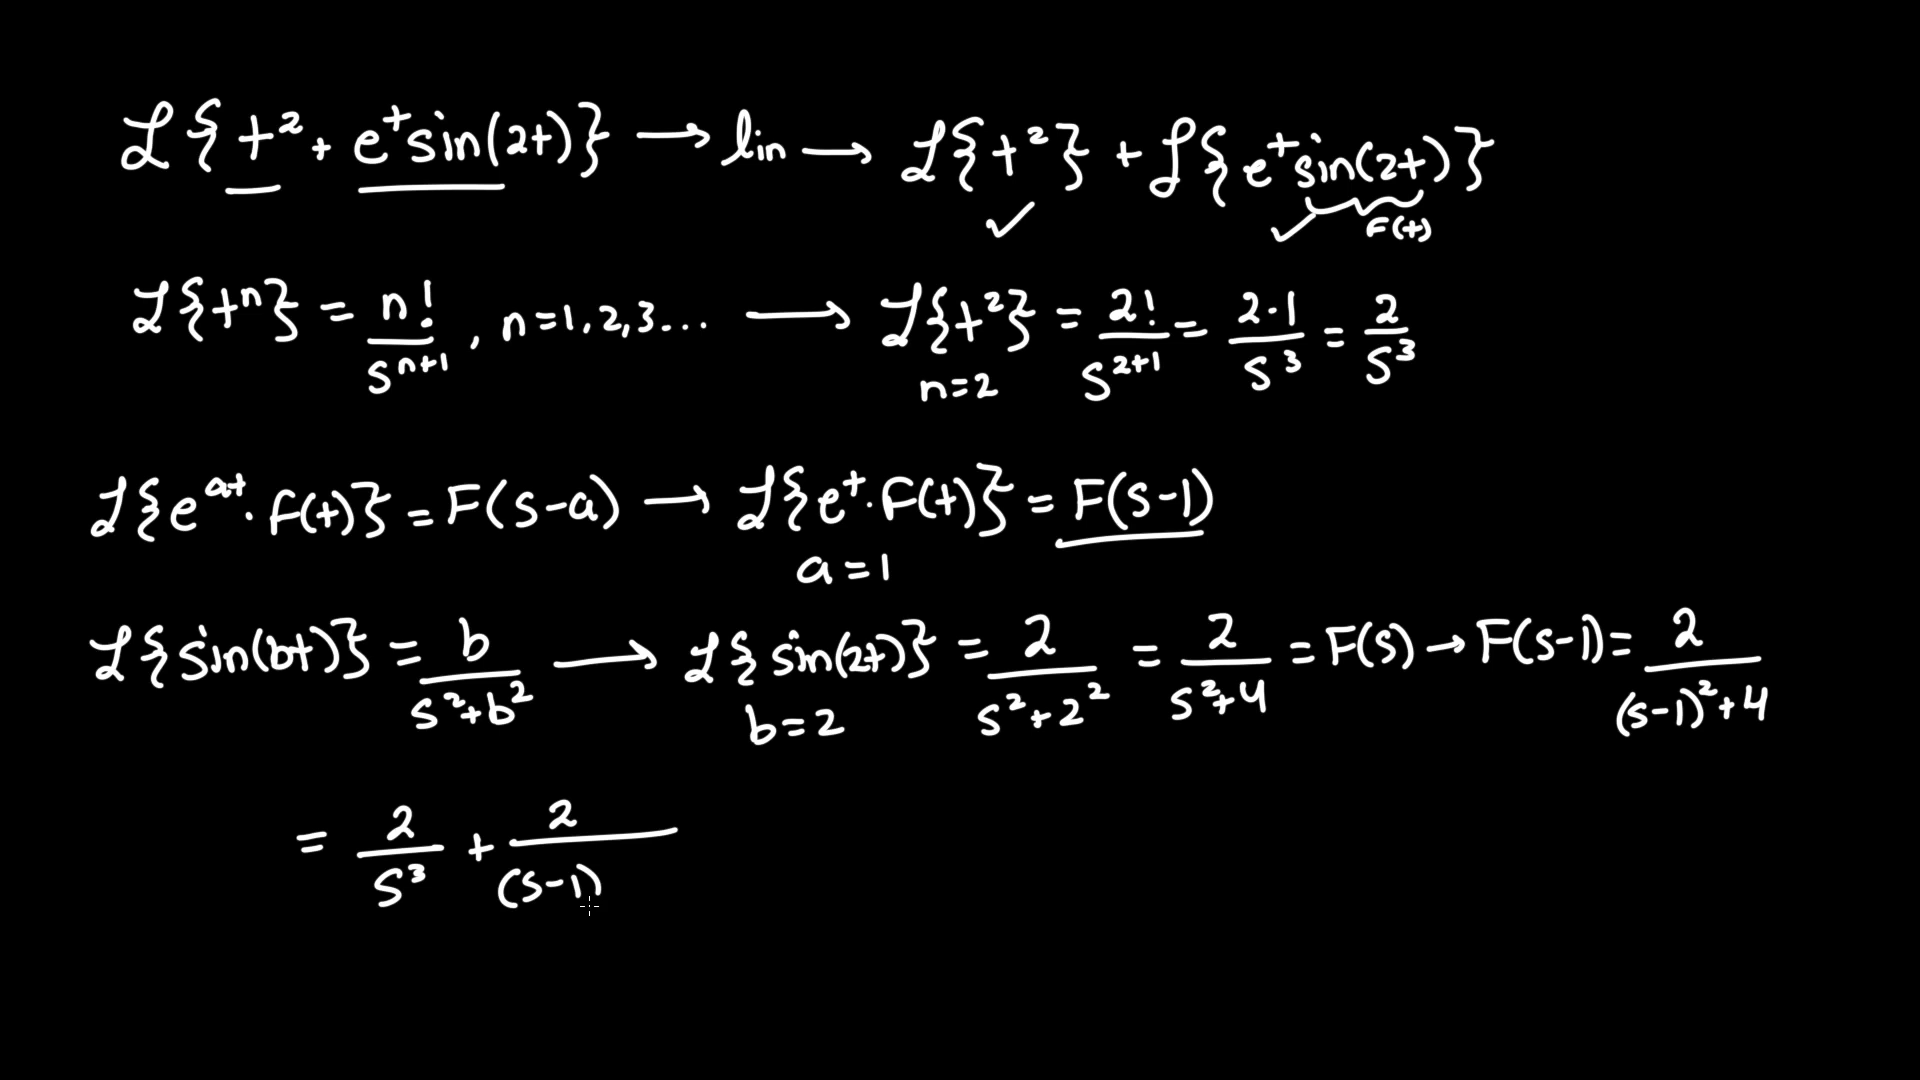 ℒ{t² + e^t sin(2t)} → lin → ℒ{t²} + ℒ{e^t sin(2t)}
✓ ✓ F(t)
ℒ{t^n} = n!/s^(n+1), n=1,2,3... → ℒ{t²} = 2!/s^(2+1) = 2·1/s³ = 2/s³
n=2
ℒ{e^(at)·f(t)} = F(s-a) → ℒ{e^t·F(t)} = F(s-1)
a=1
ℒ{sin(bt)} = b/(s²+b²) → ℒ{sin(2t)} = 2/(s²+2²) = 2/(s²+4) = F(s) → F(s-1) = 2/((s-1)²+4)
b=2
= 2/s³ + 2/(s-1)